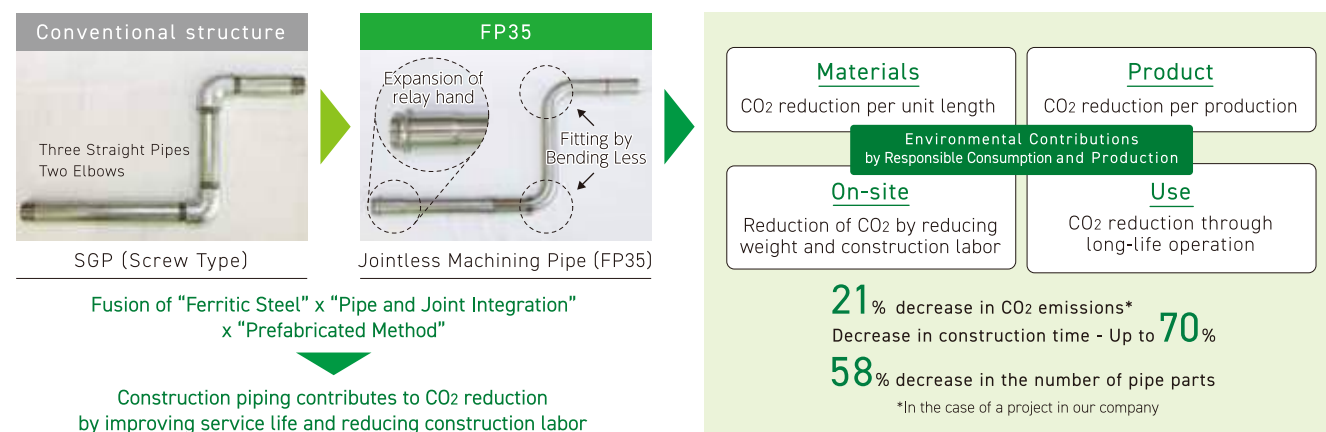 Conventional structure
Three Straight Pipes
Two Elbows
SGP (Screw Type)
FP35
Expansion of
relay hand
Fitting by
Bending Less
Jointless Machining Pipe (FP35)
Fusion of “Ferritic Steel” x “Pipe and Joint Integration”
x “Prefabricated Method”
Construction piping contributes to CO2 reduction
by improving service life and reducing construction labor
Materials
CO2 reduction per unit length
Product
CO2 reduction per production
Environmental Contributions
by Responsible Consumption and Production
On-site
Reduction of CO2 by reducing
weight and construction labor
Use
CO2 reduction through
long-life operation
21% decrease in CO2 emissions*
Decrease in construction time - Up to 70%
58% decrease in the number of pipe parts
*In the case of a project in our company